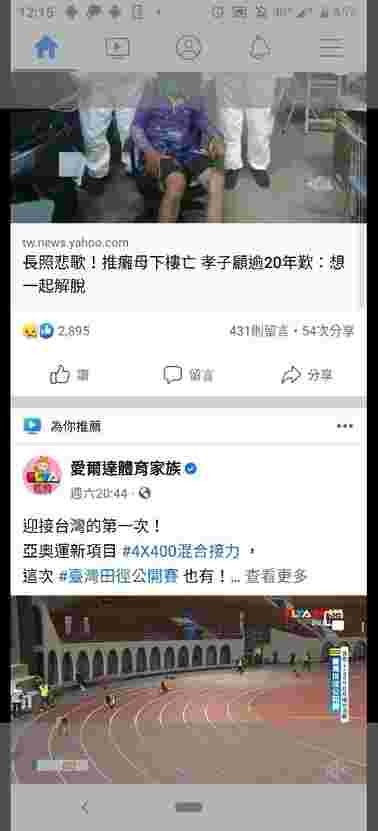 12:15
tw.news.yahoo.com
長照悲歌！推癱母下樓亡 孝子顧逾20年歎：想
一起解脫
2,895
431則留言・54次分享
讚
留言
分享
為你推薦
愛爾達體育家族
週六20:44
迎接台灣的第一次！
亞奧運新項目 #4X400混合接力 ，
這次 #臺灣田徑公開賽 也有！... 查看更多